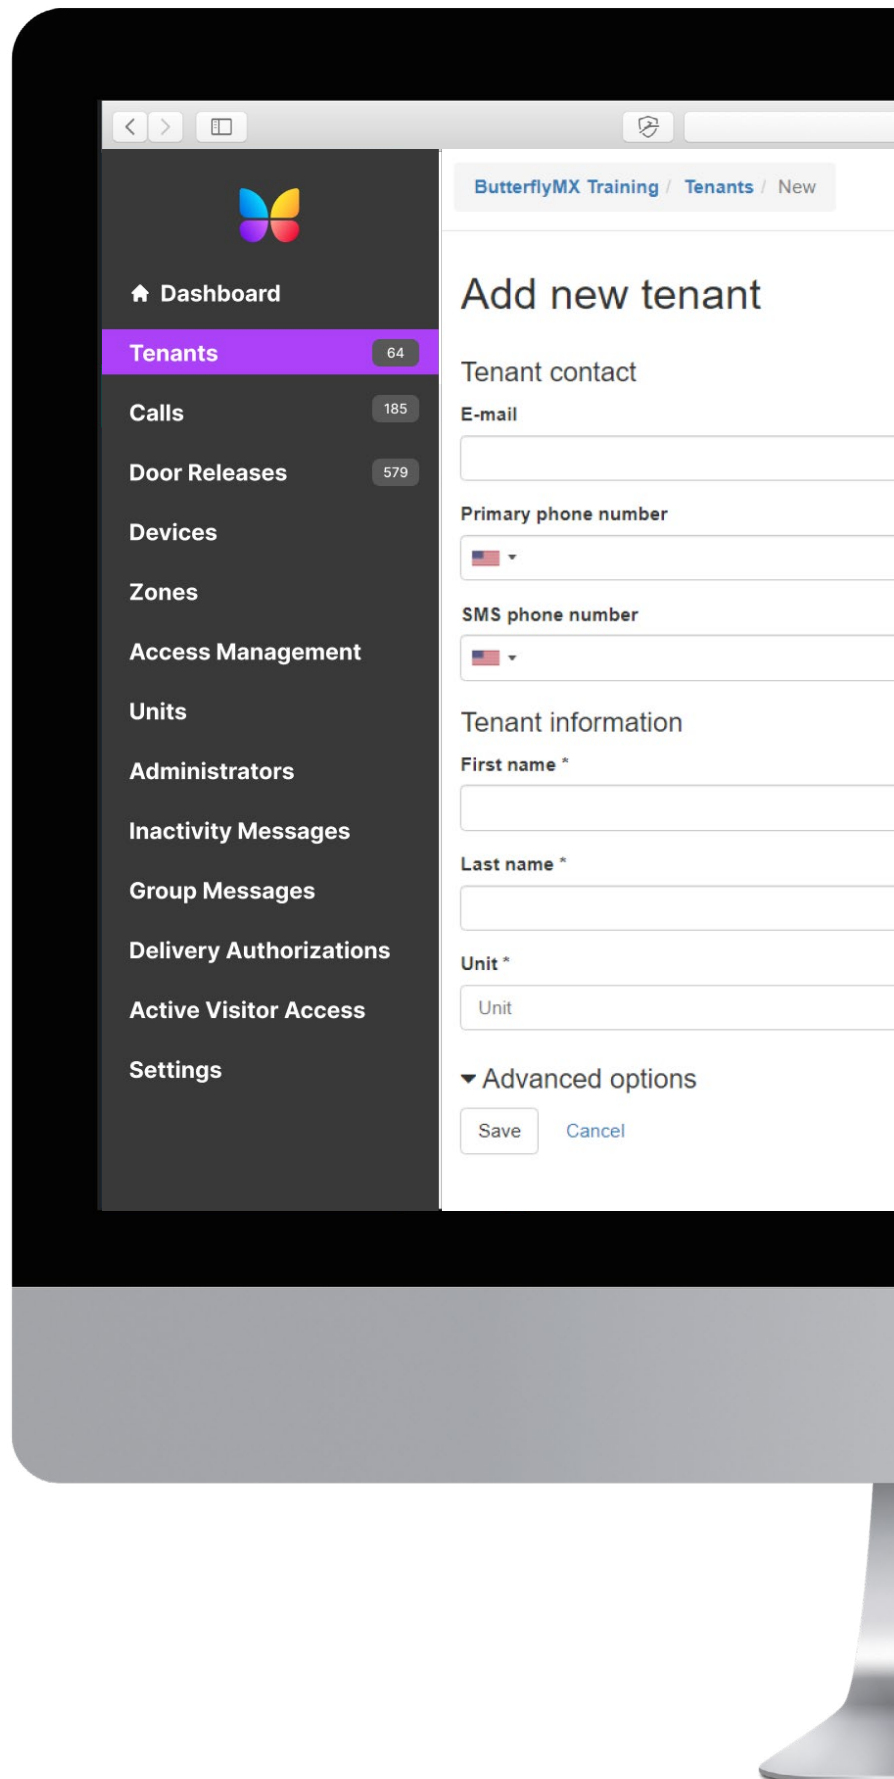 Dashboard
Tenants 64
Calls 185
Door Releases 579
Devices
Zones
Access Management
Units
Administrators
Inactivity Messages
Group Messages
Delivery Authorizations
Active Visitor Access
Settings
ButterflyMX Training / Tenants / New
Add new tenant
Tenant contact
E-mail
Primary phone number
SMS phone number
Tenant information
First name *
Last name *
Unit *
Unit
Advanced options
Save Cancel